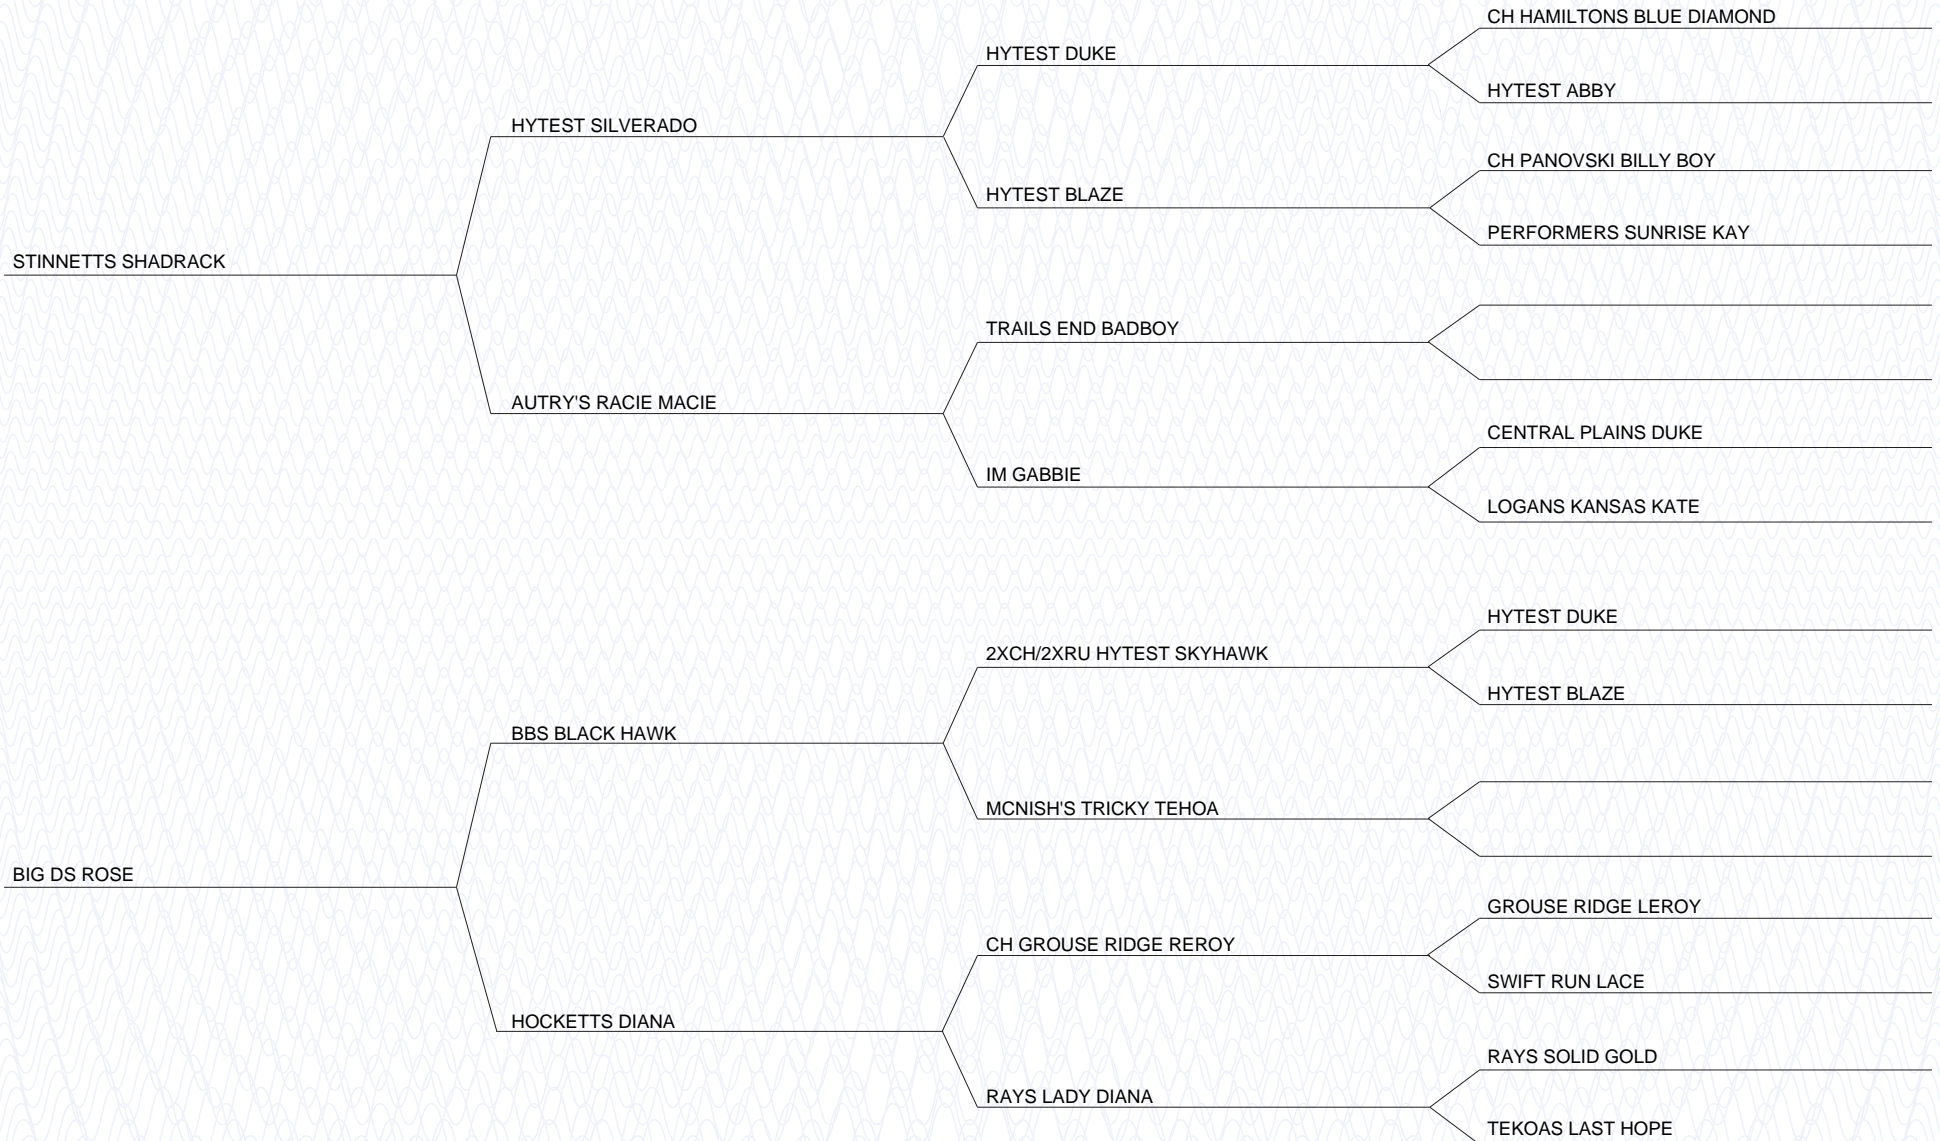 CH HAMILTONS BLUE DIAMOND
HYTEST DUKE
HYTEST ABBY
HYTEST SILVERADO
CH PANOVSKI BILLY BOY
HYTEST BLAZE
PERFORMERS SUNRISE KAY
STINNETTS SHADRACK
TRAILS END BADBOY
AUTRY'S RACIE MACIE
CENTRAL PLAINS DUKE
IM GABBIE
LOGANS KANSAS KATE
HYTEST DUKE
2XCH/2XRU HYTEST SKYHAWK
HYTEST BLAZE
BBS BLACK HAWK
MCNISH'S TRICKY TEHOA
BIG DS ROSE
GROUSE RIDGE LEROY
CH GROUSE RIDGE REROY
SWIFT RUN LACE
HOCKETTS DIANA
RAYS SOLID GOLD
RAYS LADY DIANA
TEKOAS LAST HOPE